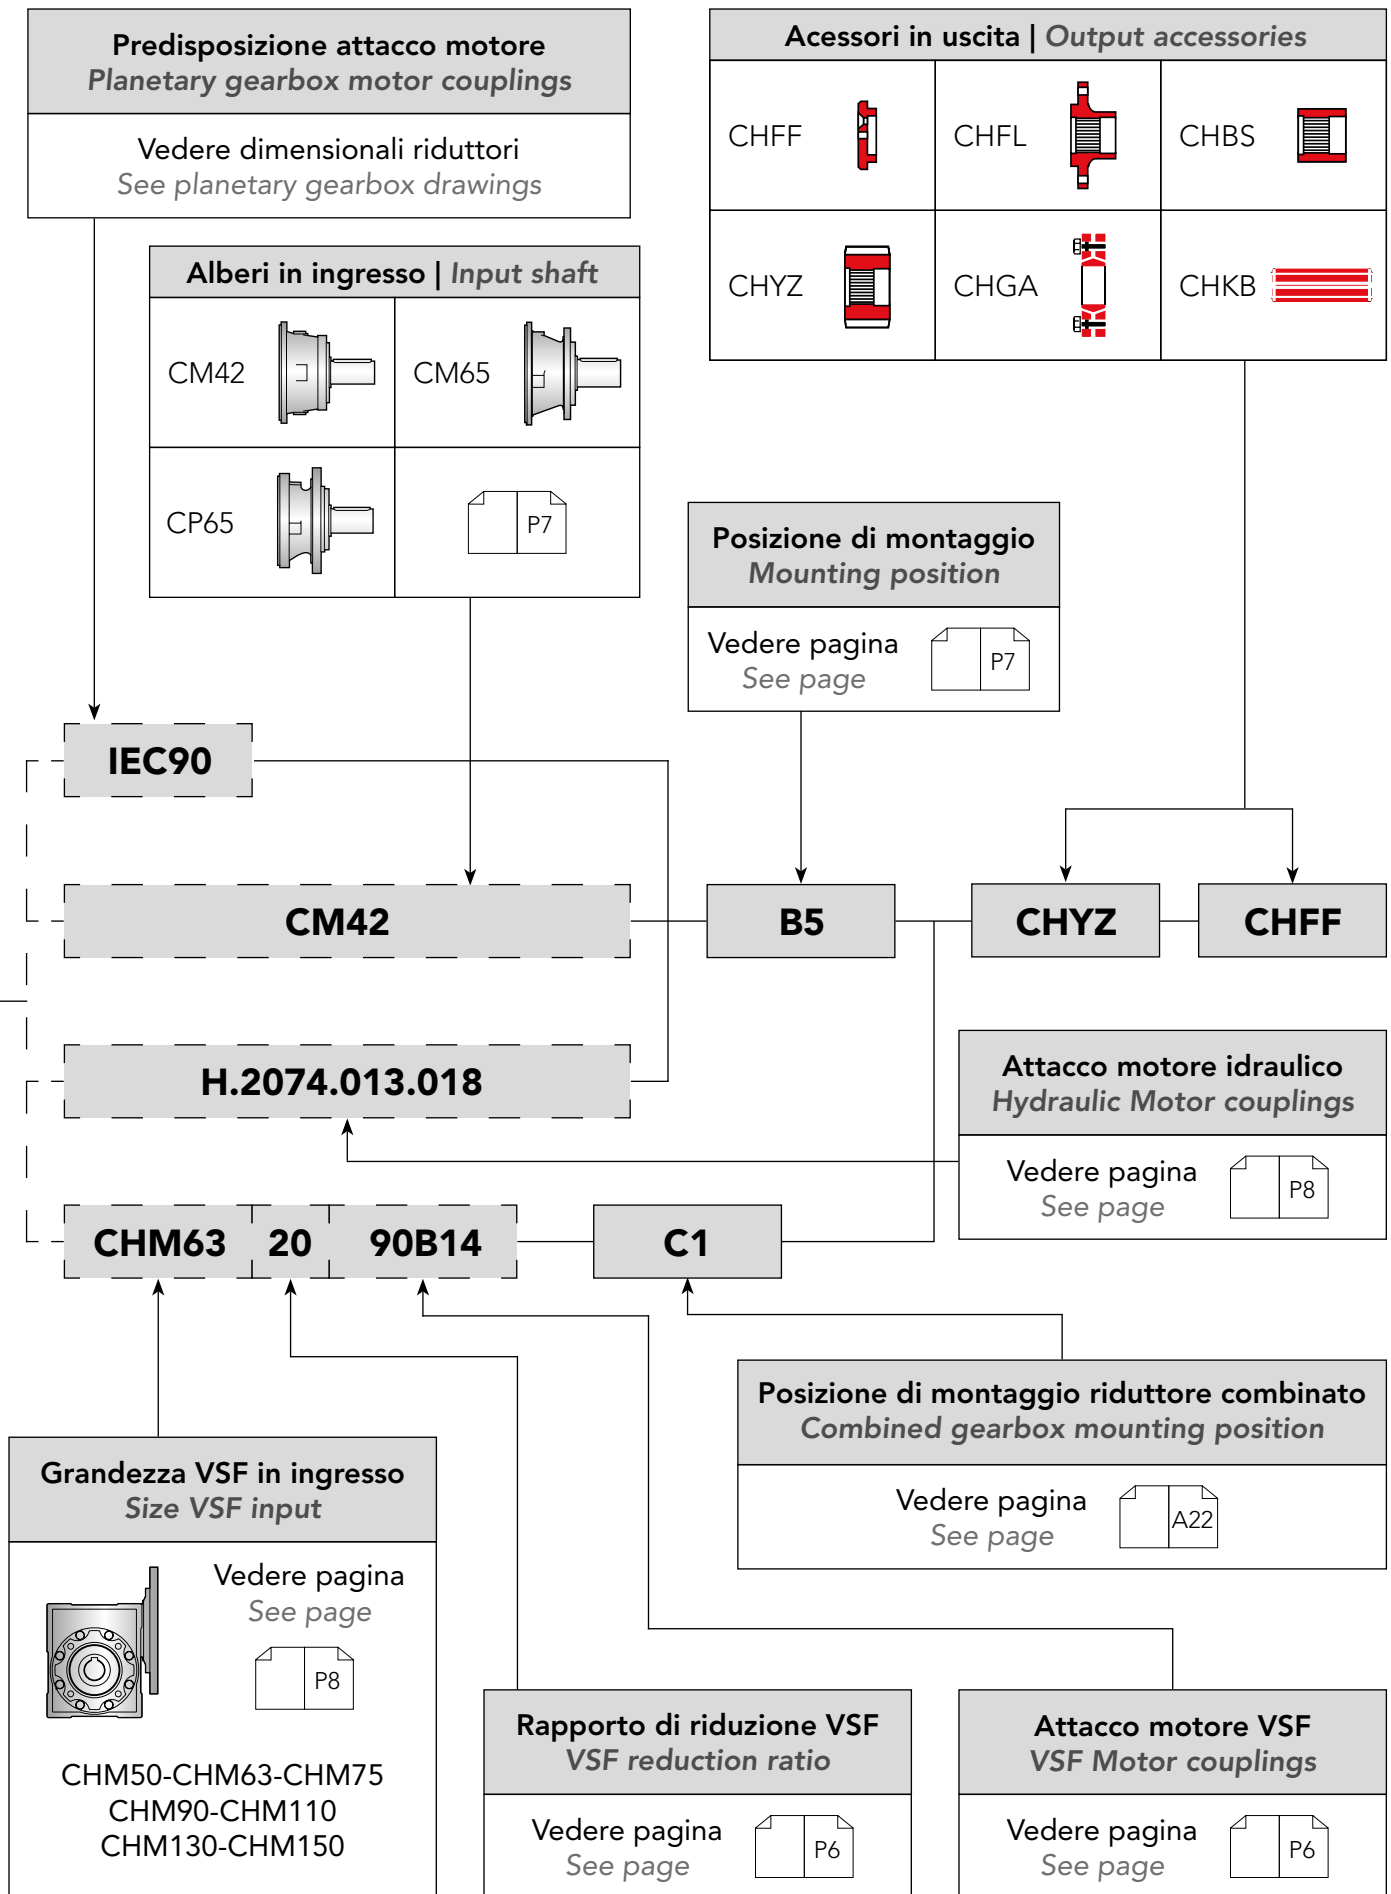 Predisposizione attacco motore
Planetary gearbox motor couplings
Vedere dimensionali riduttori
See planetary gearbox drawings
Acessori in uscita | Output accessories
CHFF
CHFL
CHBS
CHYZ
CHGA
CHKB
Alberi in ingresso | Input shaft
CM42
CM65
CP65
P7
Posizione di montaggio
Mounting position
Vedere pagina
See page
P7
IEC90
CM42
B5
CHYZ
CHFF
H.2074.013.018
Attacco motore idraulico
Hydraulic Motor couplings
Vedere pagina
See page
P8
CHM63
20
90B14
C1
Posizione di montaggio riduttore combinato
Combined gearbox mounting position
Vedere pagina
See page
A22
Grandezza VSF in ingresso
Size VSF input
Vedere pagina
See page
P8
CHM50-CHM63-CHM75
CHM90-CHM110
CHM130-CHM150
Rapporto di riduzione VSF
VSF reduction ratio
Vedere pagina
See page
P6
Attacco motore VSF
VSF Motor couplings
Vedere pagina
See page
P6